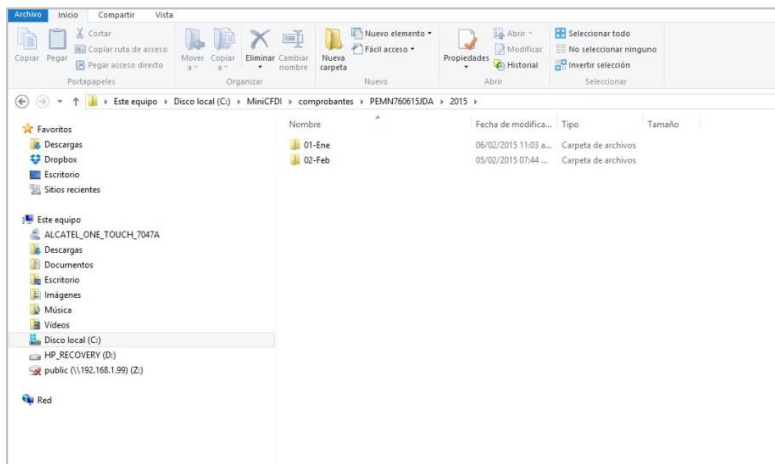 Archivo Inicio Compartir Vista
Copiar
Pegar
Cortar
Copiar ruta de acceso
Pegar acceso directo
Portapapeles
Mover a
Copiar a
Eliminar
Cambiar nombre
Organizar
Nueva carpeta
Nuevo elemento
Fácil acceso
Nuevo
Propiedades
Abrir
Modificar
Historial
Abrir
Seleccionar todo
No seleccionar ninguno
Invertir selección
Seleccionar
Este equipo Disco local (C:) MiniCFDI comprobantes PEMN760615JDA 2015
Favoritos
Descargas
Dropbox
Escritorio
Sitios recientes
Este equipo
ALCATEL_ONE_TOUCH_7047A
Descargas
Documentos
Escritorio
Imágenes
Música
Vídeos
Disco local (C:)
HP_RECOVERY (D:)
public (\\192.168.1.99) (Z:)
Red
Nombre Fecha de modifica... Tipo Tamaño
01-Ene 06/02/2015 11:03 a... Carpeta de archivos
02-Feb 05/02/2015 07:44 ... Carpeta de archivos